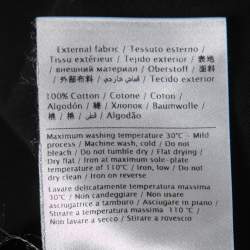 External fabric / Tessuto esterno /
Tissu extérieur / Tejido exterior / 表地
/ внешний материал / Oberstoff / 面料
/ 外部布料 / قماش خارجي / Tecido exterior
100% Cotton / Cotone / Coton /
Algodón / 綿 / Хлопок / Baumwolle /
棉 / 棉 / قطن / Algodão
Maximum washing temperature 30°C - Mild
process / Machine wash, cold / Do not
bleach / Do not tumble dry / Flat drying/
Dry flat / Iron at maximum sole-plate
temperature of 110°C / Iron, low / Do not
dry clean / Iron on reverse
Lavare delicatamente temperatura massima
30°C / Non candeggiare / Non usare
asciugatrice a tamburo / Asciugare in piano
/ Stirare a temperatura massima 110 °C /
Non lavare a secco / Stirare a rovescio